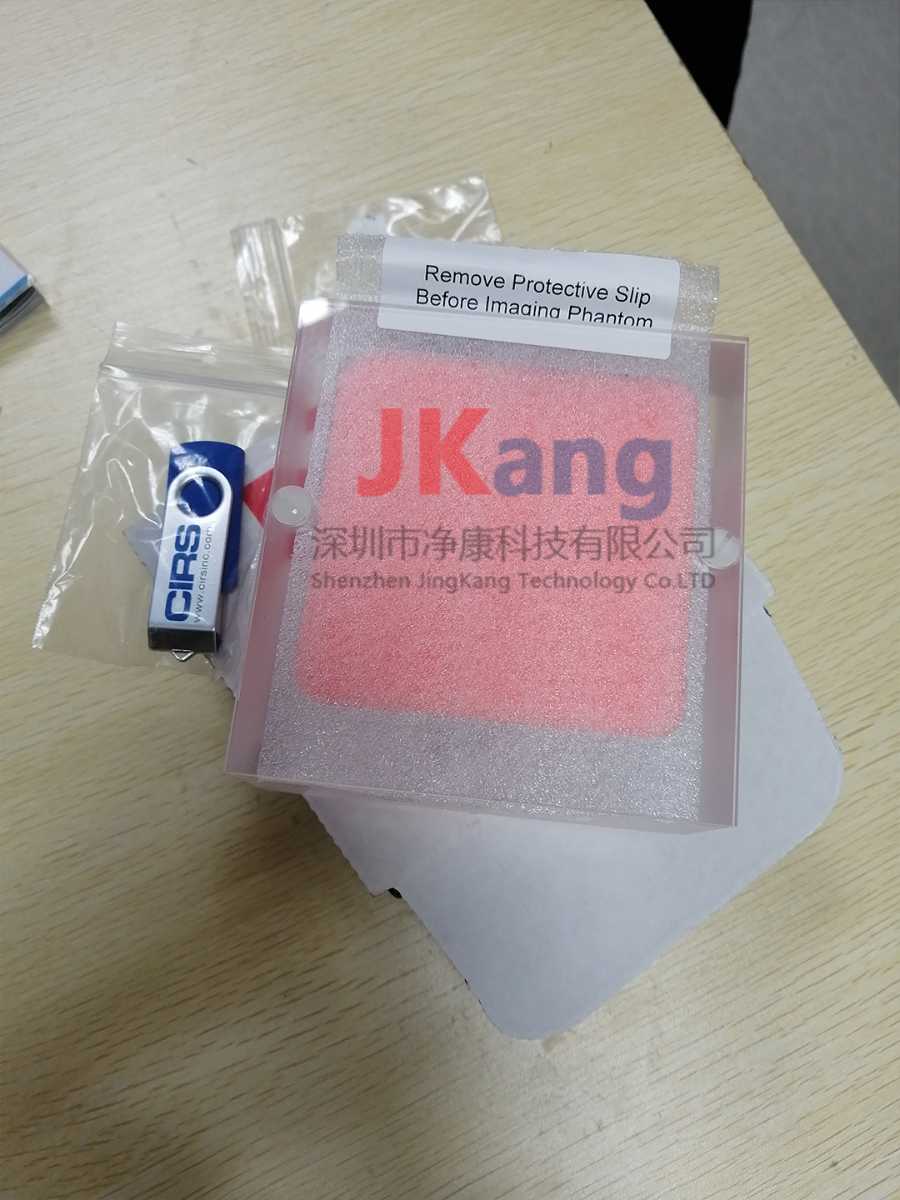 Remove Protective Slip
Before Imaging Phantom
JKang
深圳市净康科技有限公司
Shenzhen JingKang Technology Co.LTD
CIRS
www.cirsinc.com